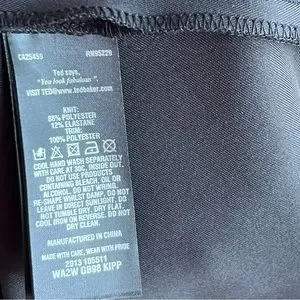 CA25455 RN95229
Ted says,
"You look fabulous".
VISIT TED@www.tedbaker.com
KNIT:
88% POLYESTER
12% ELASTANE
TRIM:
100% POLYESTER
COOL HAND WASH SEPARATELY
WITH CARE AT 30C. INSIDE OUT.
DO NOT USE PRODUCTS
CONTAINING BLEACH, OIL OR
ALCOHOL. DO NOT WRING.
RE-SHAPE WHILST DAMP. DO NOT
LEAVE IN DIRECT SUNLIGHT. DO
NOT TUMBLE DRY. DRY FLAT.
COOL IRON ON REVERSE. DO NOT
DRY CLEAN.
MANUFACTURED IN CHINA
MADE WITH CARE, WEAR WITH PRIDE
2013 105511
WA2W GB98 KIPP